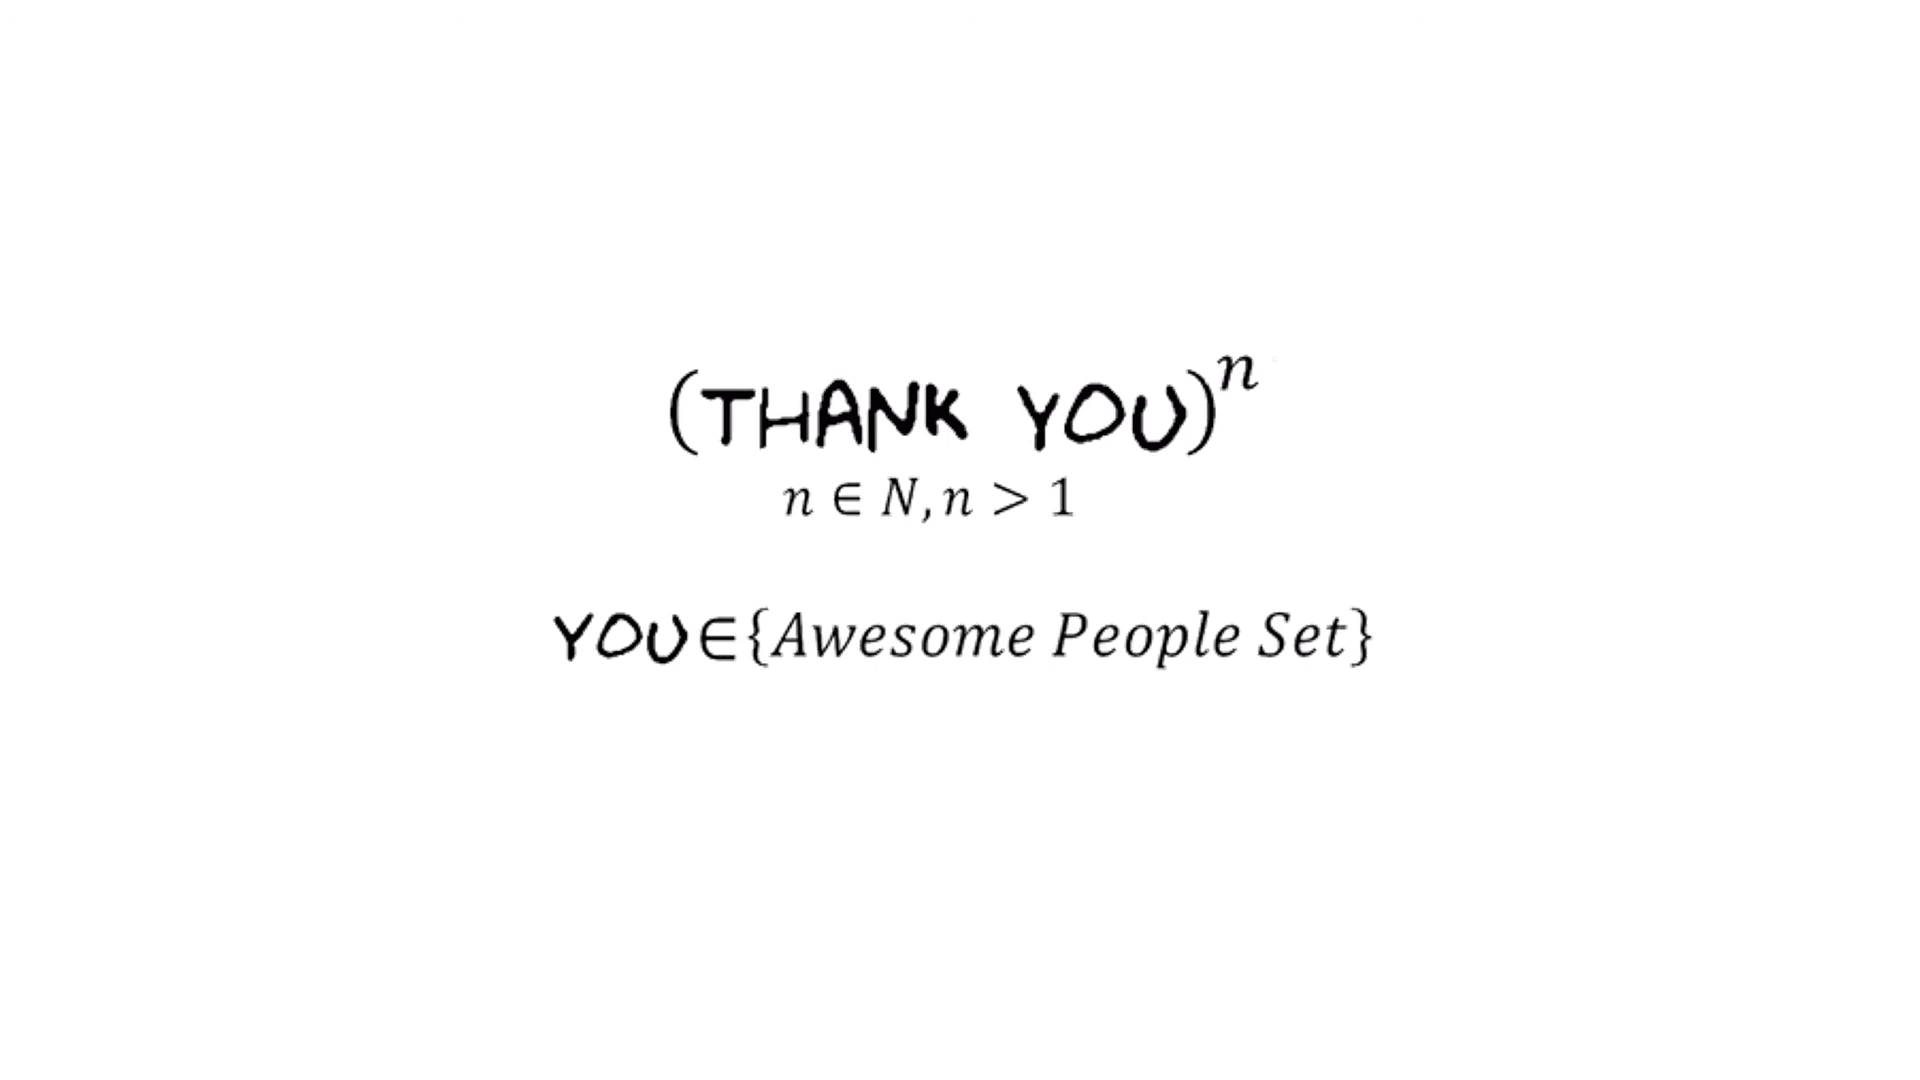 (THANK YOU)ⁿ
n ∈ N, n > 1
YOU∈{Awesome People Set}